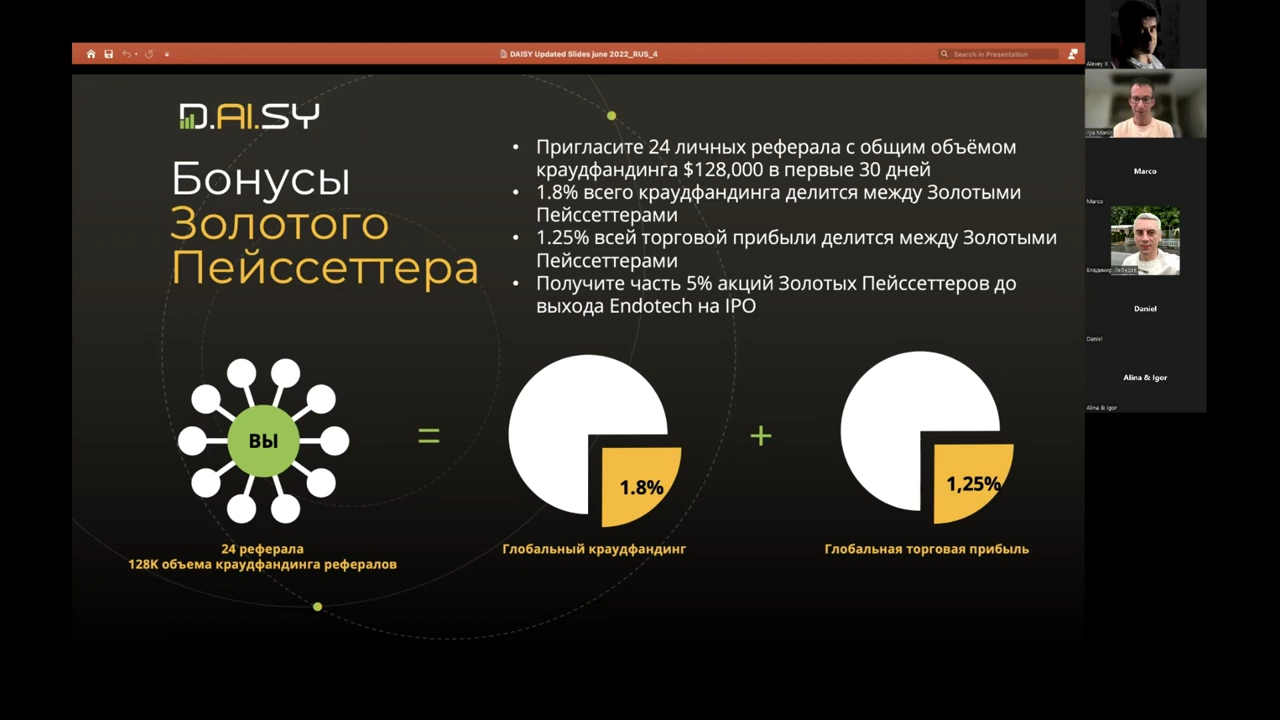 DAISY Updated Slides june 2022_RUS_4
Search in Presentation
D.AI.SY
Бонусы
Золотого
Пейссеттера
• Пригласите 24 личных реферала с общим объёмом
краудфандинга $128,000 в первые 30 дней
• 1.8% всего краудфандинга делится между Золотыми
Пейссеттерами
• 1.25% всей торговой прибыли делится между Золотыми
Пейссеттерами
• Получите часть 5% акций Золотых Пейссеттеров до
выхода Endotech на IPO
ВЫ
=
1.8%
+
1,25%
24 реферала
128K объема краудфандинга рефералов
Глобальный краудфандинг
Глобальная торговая прибыль
Alexey X
Marco
Marco
Владимир Лебедев
Daniel
Daniel
Alina & Igor
Alina & Igor